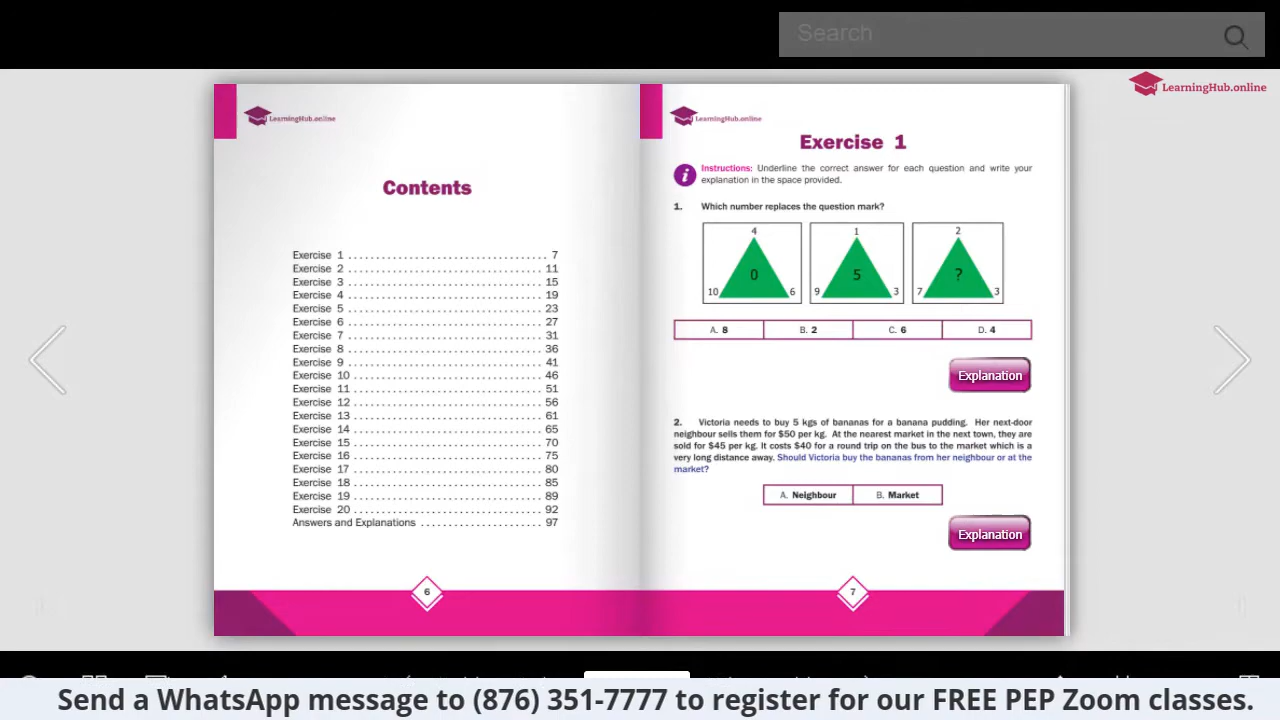 Search
LearningHub.online
LearningHub.online
Contents
Exercise 1 ........................................ 7
Exercise 2 ........................................ 11
Exercise 3 ........................................ 15
Exercise 4 ........................................ 19
Exercise 5 ........................................ 23
Exercise 6 ........................................ 27
Exercise 7 ........................................ 31
Exercise 8 ........................................ 36
Exercise 9 ........................................ 41
Exercise 10 ...................................... 46
Exercise 11 ...................................... 51
Exercise 12 ...................................... 56
Exercise 13 ...................................... 61
Exercise 14 ...................................... 65
Exercise 15 ...................................... 70
Exercise 16 ...................................... 75
Exercise 17 ...................................... 80
Exercise 18 ...................................... 85
Exercise 19 ...................................... 89
Exercise 20 ...................................... 92
Answers and Explanations ........................ 97
6
LearningHub.online
Exercise 1
i
Instructions: Underline the correct answer for each question and write your
explanation in the space provided.
1. Which number replaces the question mark?
4 1 2
0 5 ?
10 6 9 3 7 3
A. 8 B. 2 C. 6 D. 4
Explanation
2. Victoria needs to buy 5 kgs of bananas for a banana pudding. Her next-door
neighbour sells them for $50 per kg. At the nearest market in the next town, they are
sold for $45 per kg. It costs $40 for a round trip on the bus to the market which is a
very long distance away. Should Victoria buy the bananas from her neighbour or at the
market?
A. Neighbour B. Market
Explanation
7
Send a WhatsApp message to (876) 351-7777 to register for our FREE PEP Zoom classes.